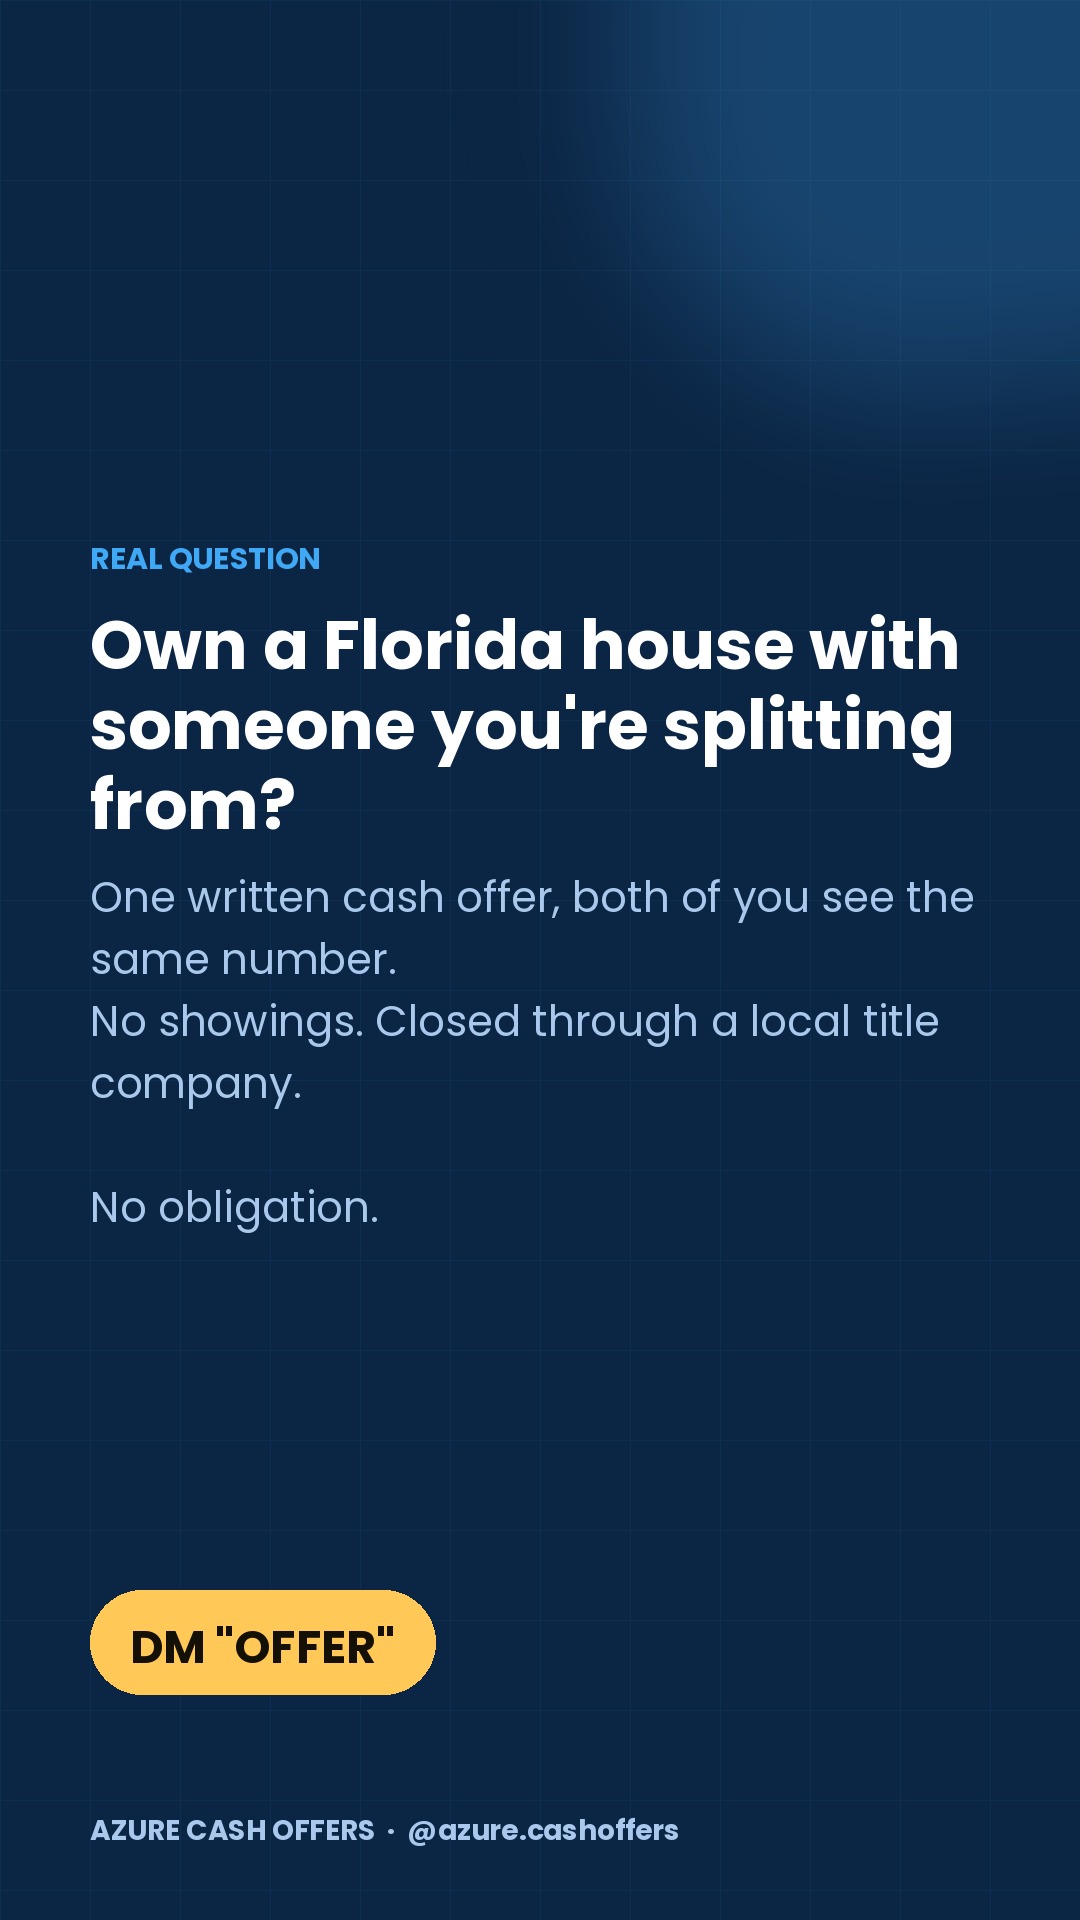 REAL QUESTION
Own a Florida house with
someone you're splitting
from?
One written cash offer, both of you see the
same number.
No showings. Closed through a local title
company.
No obligation.
DM "OFFER"
AZURE CASH OFFERS · @azure.cashoffers